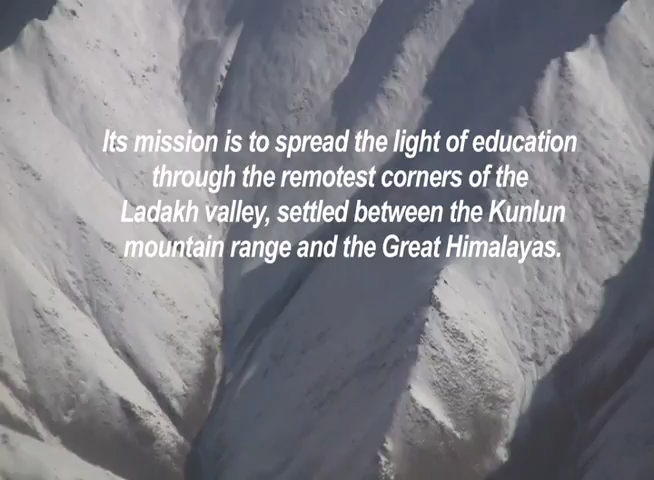 Its mission is to spread the light of education
through the remotest corners of the
Ladakh valley, settled between the Kunlun
mountain range and the Great Himalayas.